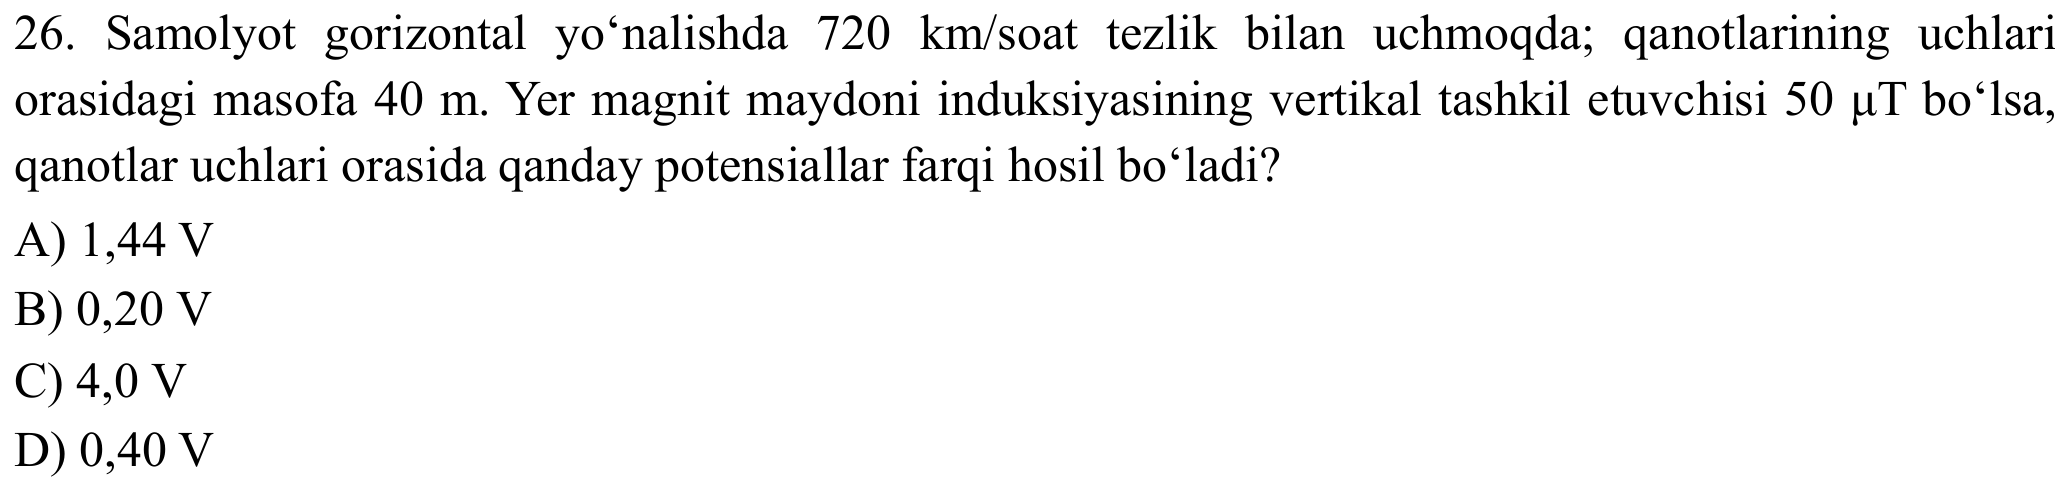 26. Samolyot gorizontal yo‘nalishda 720 km/soat tezlik bilan uchmoqda; qanotlarining uchlari
orasidagi masofa 40 m. Yer magnit maydoni induksiyasining vertikal tashkil etuvchisi 50 μT bo‘lsa,
qanotlar uchlari orasida qanday potensiallar farqi hosil bo‘ladi?
A) 1,44 V
B) 0,20 V
C) 4,0 V
D) 0,40 V